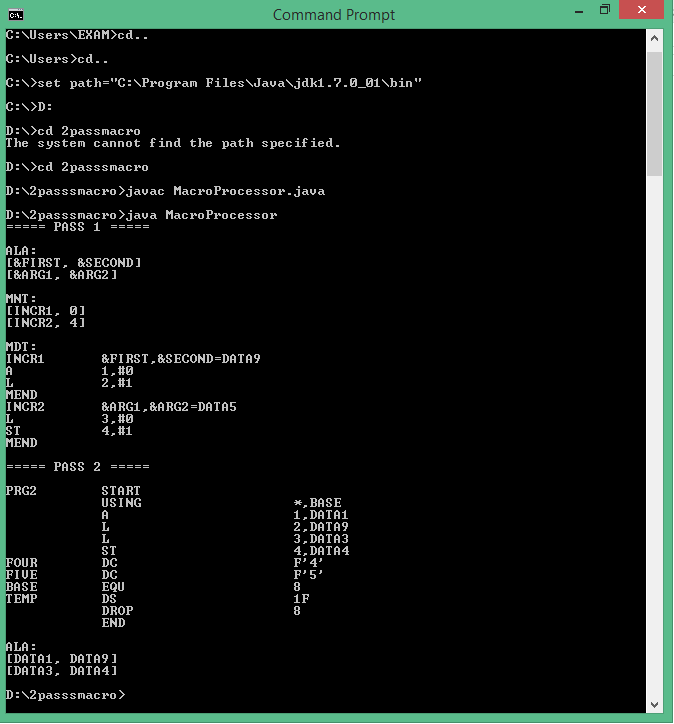 Command Prompt
C:\Users\EXAM>cd..
C:\Users>cd..
C:\>set path="C:\Program Files\Java\jdk1.7.0_01\bin"
C:\>D:
D:\>cd 2passmacro
The system cannot find the path specified.
D:\>cd 2passsmacro
D:\2passsmacro>javac MacroProcessor.java
D:\2passsmacro>java MacroProcessor
===== PASS 1 =====
ALA:
[&FIRST, &SECOND]
[&ARG1, &ARG2]
MNT:
[INCR1, 0]
[INCR2, 4]
MDT:
INCR1 &FIRST,&SECOND=DATA9
A 1,#0
L 2,#1
MEND
INCR2 &ARG1,&ARG2=DATA5
L 3,#0
ST 4,#1
MEND
===== PASS 2 =====
PRG2 START
USING *,BASE
A 1,DATA1
L 2,DATA9
L 3,DATA3
ST 4,DATA4
FOUR DC F'4'
FIVE DC F'5'
BASE EQU 8
TEMP DS 1F
DROP 8
END
ALA:
[DATA1, DATA9]
[DATA3, DATA4]
D:\2passsmacro>